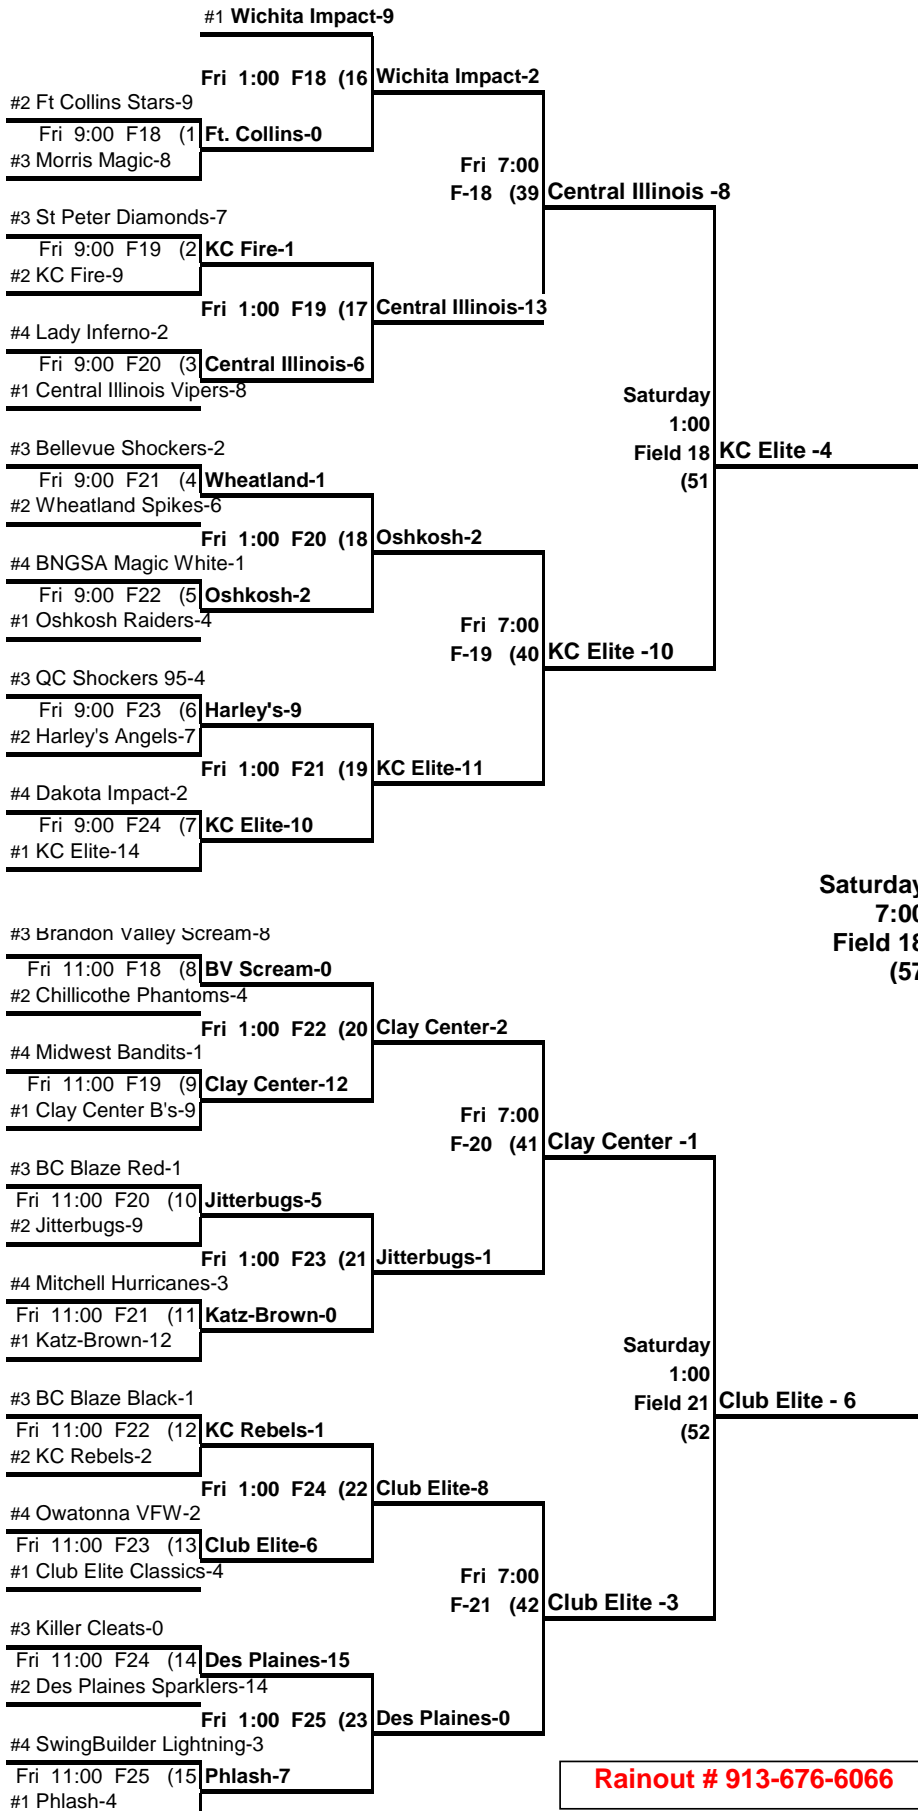 #1 Wichita Impact-9
Fri 1:00 F18 (16 Wichita Impact-2
#2 Ft Collins Stars-9
Fri 9:00 F18 (1 Ft. Collins-0
#3 Morris Magic-8
Fri 7:00
F-18 (39 Central Illinois -8
#3 St Peter Diamonds-7
Fri 9:00 F19 (2 KC Fire-1
#2 KC Fire-9
Fri 1:00 F19 (17 Central Illinois-13
#4 Lady Inferno-2
Fri 9:00 F20 (3 Central Illinois-6
#1 Central Illinois Vipers-8
Saturday
1:00
Field 18 KC Elite -4
(51
#3 Bellevue Shockers-2
Fri 9:00 F21 (4 Wheatland-1
#2 Wheatland Spikes-6
Fri 1:00 F20 (18 Oshkosh-2
#4 BNGSA Magic White-1
Fri 9:00 F22 (5 Oshkosh-2
#1 Oshkosh Raiders-4
Fri 7:00
F-19 (40 KC Elite -10
#3 QC Shockers 95-4
Fri 9:00 F23 (6 Harley's-9
#2 Harley's Angels-7
Fri 1:00 F21 (19 KC Elite-11
#4 Dakota Impact-2
Fri 9:00 F24 (7 KC Elite-10
#1 KC Elite-14
Saturday
7:00
Field 18
(57
#3 Brandon Valley Scream-8
Fri 11:00 F18 (8 BV Scream-0
#2 Chillicothe Phantoms-4
Fri 1:00 F22 (20 Clay Center-2
#4 Midwest Bandits-1
Fri 11:00 F19 (9 Clay Center-12
#1 Clay Center B's-9
Fri 7:00
F-20 (41 Clay Center -1
#3 BC Blaze Red-1
Fri 11:00 F20 (10 Jitterbugs-5
#2 Jitterbugs-9
Fri 1:00 F23 (21 Jitterbugs-1
#4 Mitchell Hurricanes-3
Fri 11:00 F21 (11 Katz-Brown-0
#1 Katz-Brown-12
Saturday
1:00
Field 21 Club Elite - 6
(52
#3 BC Blaze Black-1
Fri 11:00 F22 (12 KC Rebels-1
#2 KC Rebels-2
Fri 1:00 F24 (22 Club Elite-8
#4 Owatonna VFW-2
Fri 11:00 F23 (13 Club Elite-6
#1 Club Elite Classics-4
Fri 7:00
F-21 (42 Club Elite -3
#3 Killer Cleats-0
Fri 11:00 F24 (14 Des Plaines-15
#2 Des Plaines Sparklers-14
Fri 1:00 F25 (23 Des Plaines-0
#4 SwingBuilder Lightning-3
Fri 11:00 F25 (15 Phlash-7
#1 Phlash-4
Rainout # 913-676-6066